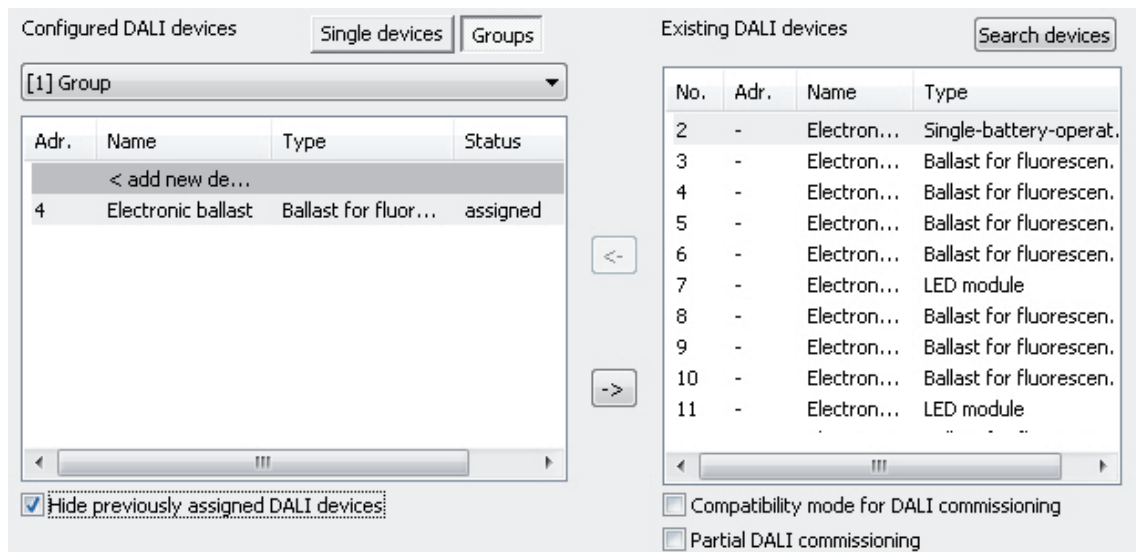 Configured DALI devices
Single devices
Groups
[1] Group
Adr. Name Type Status
< add new de...
4 Electronic ballast Ballast for fluor... assigned
Hide previously assigned DALI devices
<-
->
Existing DALI devices
Search devices
No. Adr. Name Type
2 - Electron... Single-battery-operat.
3 - Electron... Ballast for fluorescen.
4 - Electron... Ballast for fluorescen.
5 - Electron... Ballast for fluorescen.
6 - Electron... Ballast for fluorescen.
7 - Electron... LED module
8 - Electron... Ballast for fluorescen.
9 - Electron... Ballast for fluorescen.
10 - Electron... Ballast for fluorescen.
11 - Electron... LED module
Compatibility mode for DALI commissioning
Partial DALI commissioning